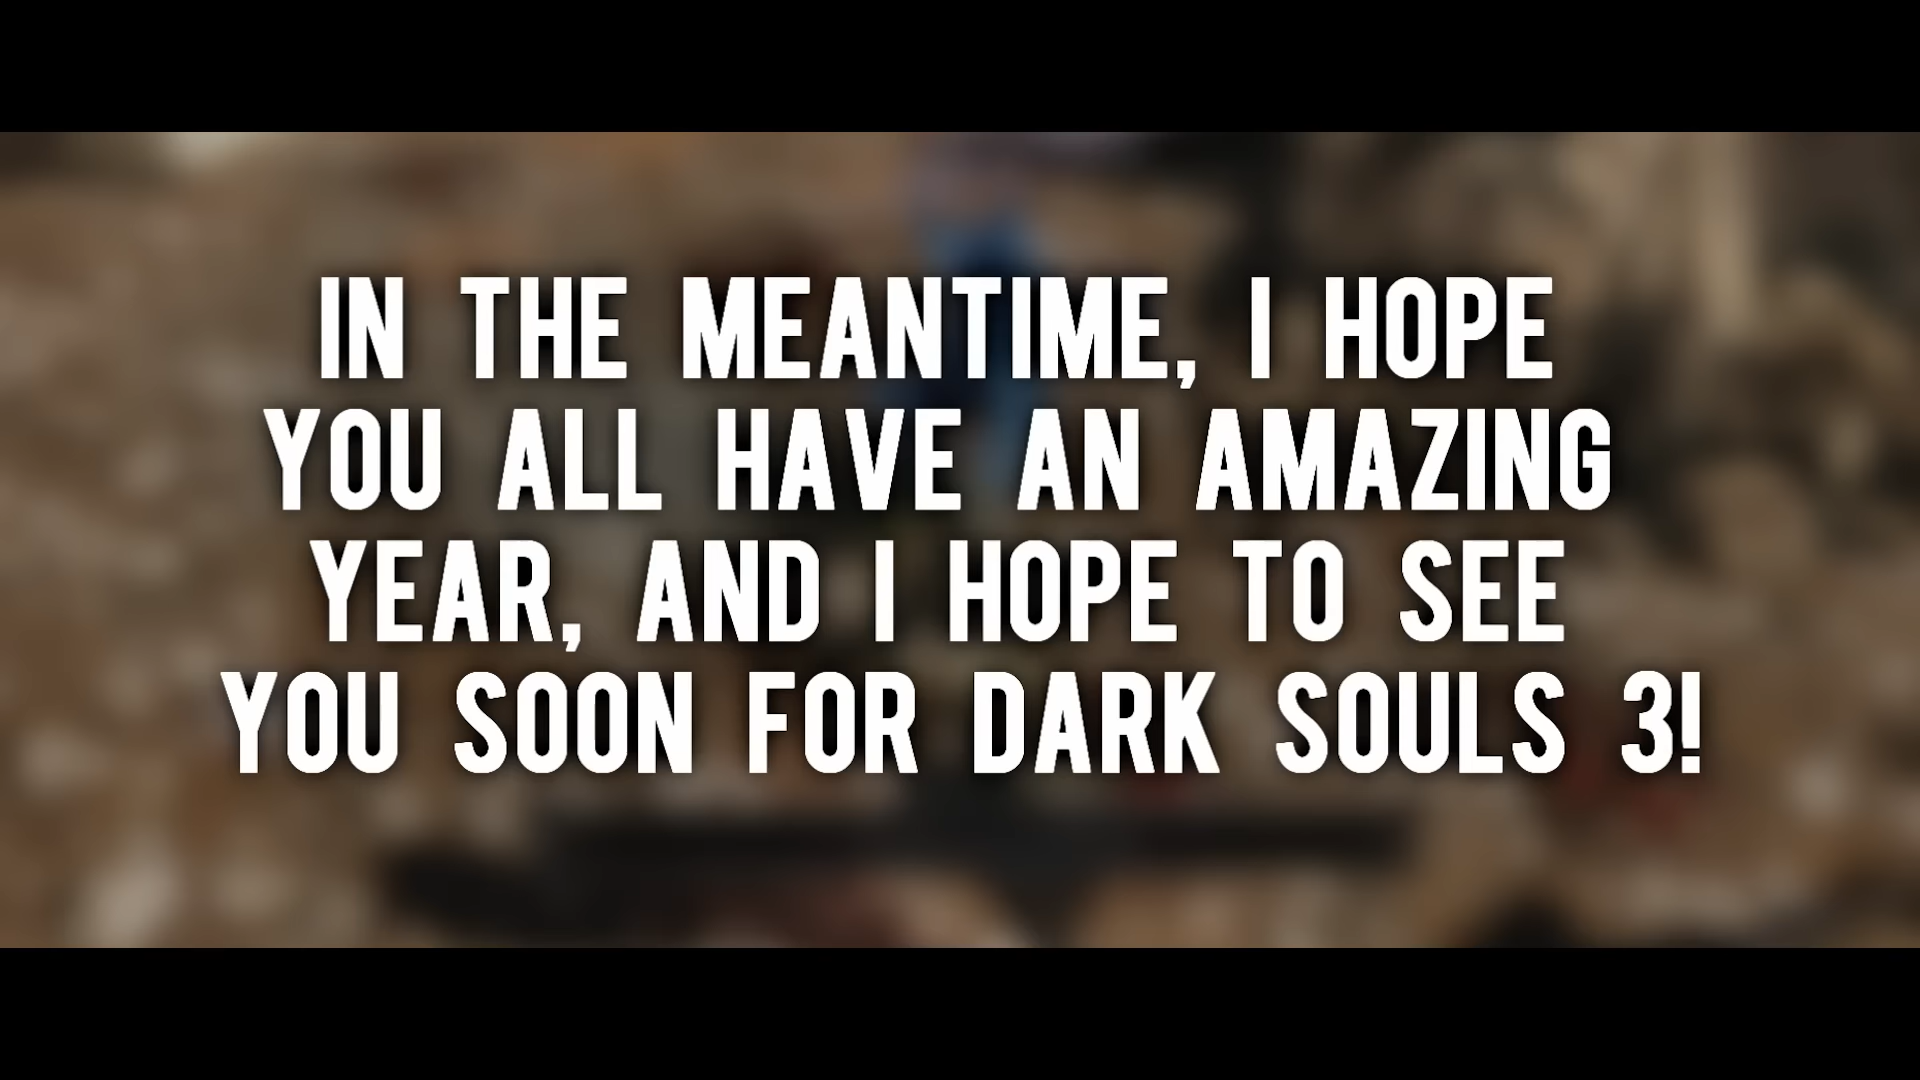 IN THE MEANTIME, I HOPE
YOU ALL HAVE AN AMAZING
YEAR, AND I HOPE TO SEE
YOU SOON FOR DARK SOULS 3!